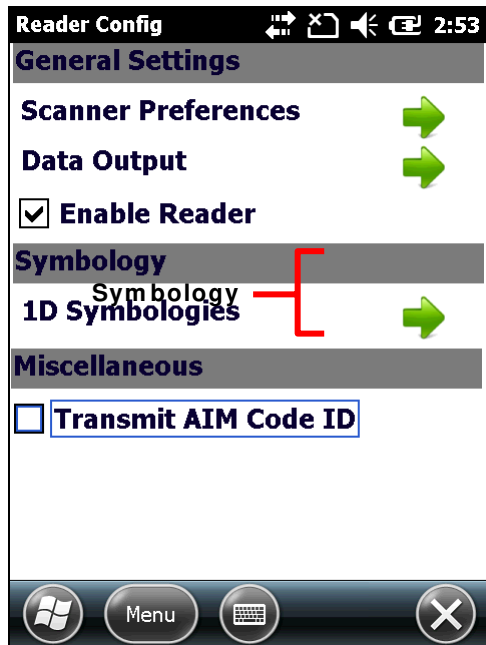 Reader Config 2:53
General Settings
Scanner Preferences
Data Output
Enable Reader
Symbology
Symbology
1D Symbologies
Miscellaneous
Transmit AIM Code ID
Menu